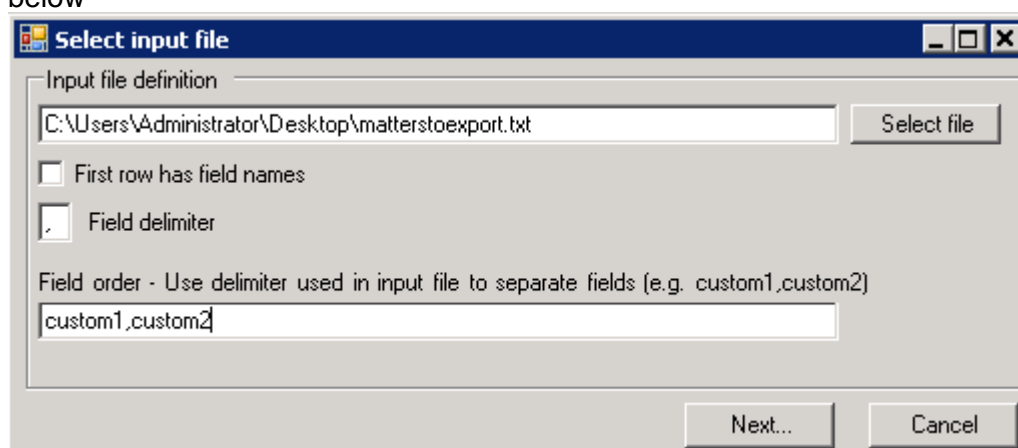 below
Select input file
Input file definition
C:\Users\Administrator\Desktop\matterstoexport.txt
Select file
First row has field names
, Field delimiter
Field order - Use delimiter used in input file to separate fields (e.g. custom1,custom2)
custom1,custom2
Next... Cancel